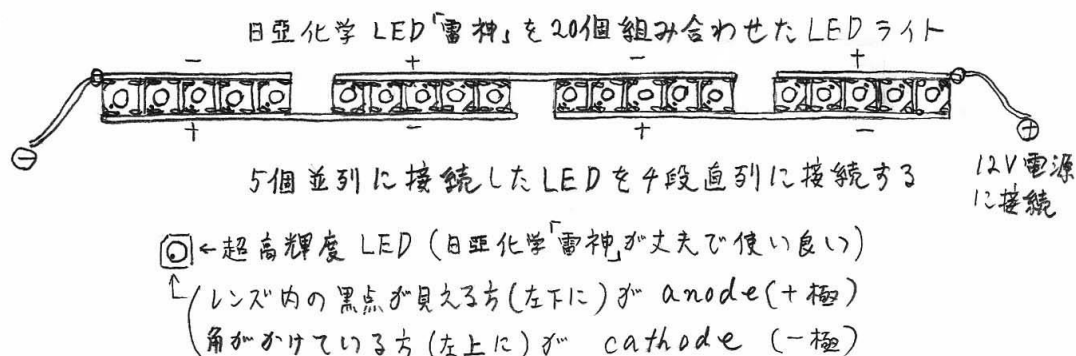 日亞化学 LED「雷神」を20個組み合わせたLEDライト
− + − +
+ − + −
⊖ ⊕
12V電源
に接続
5個並列に接続したLEDを4段直列に接続する
←超高輝度 LED (日亞化学「雷神」が丈夫で使い良い)
レンズ内の黒点が見える方(左下に)が anode(+極)
角がかけている方(左上に)が cathode (−極)